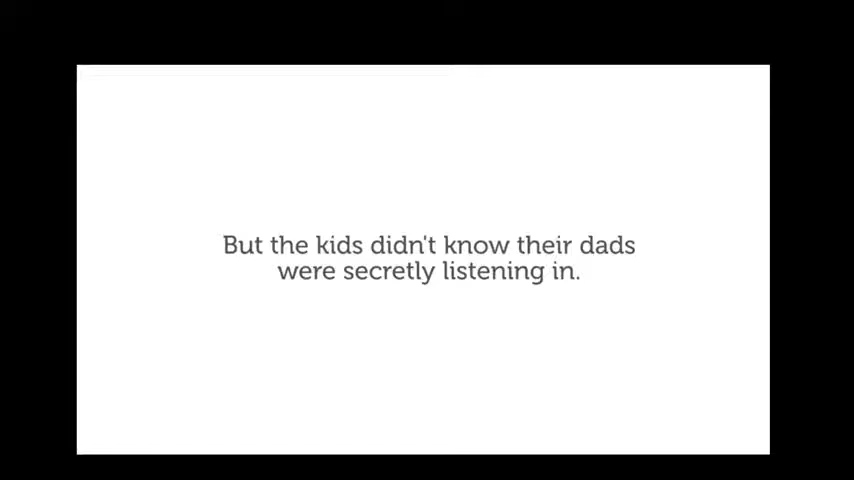 But the kids didn't know their dads
were secretly listening in.